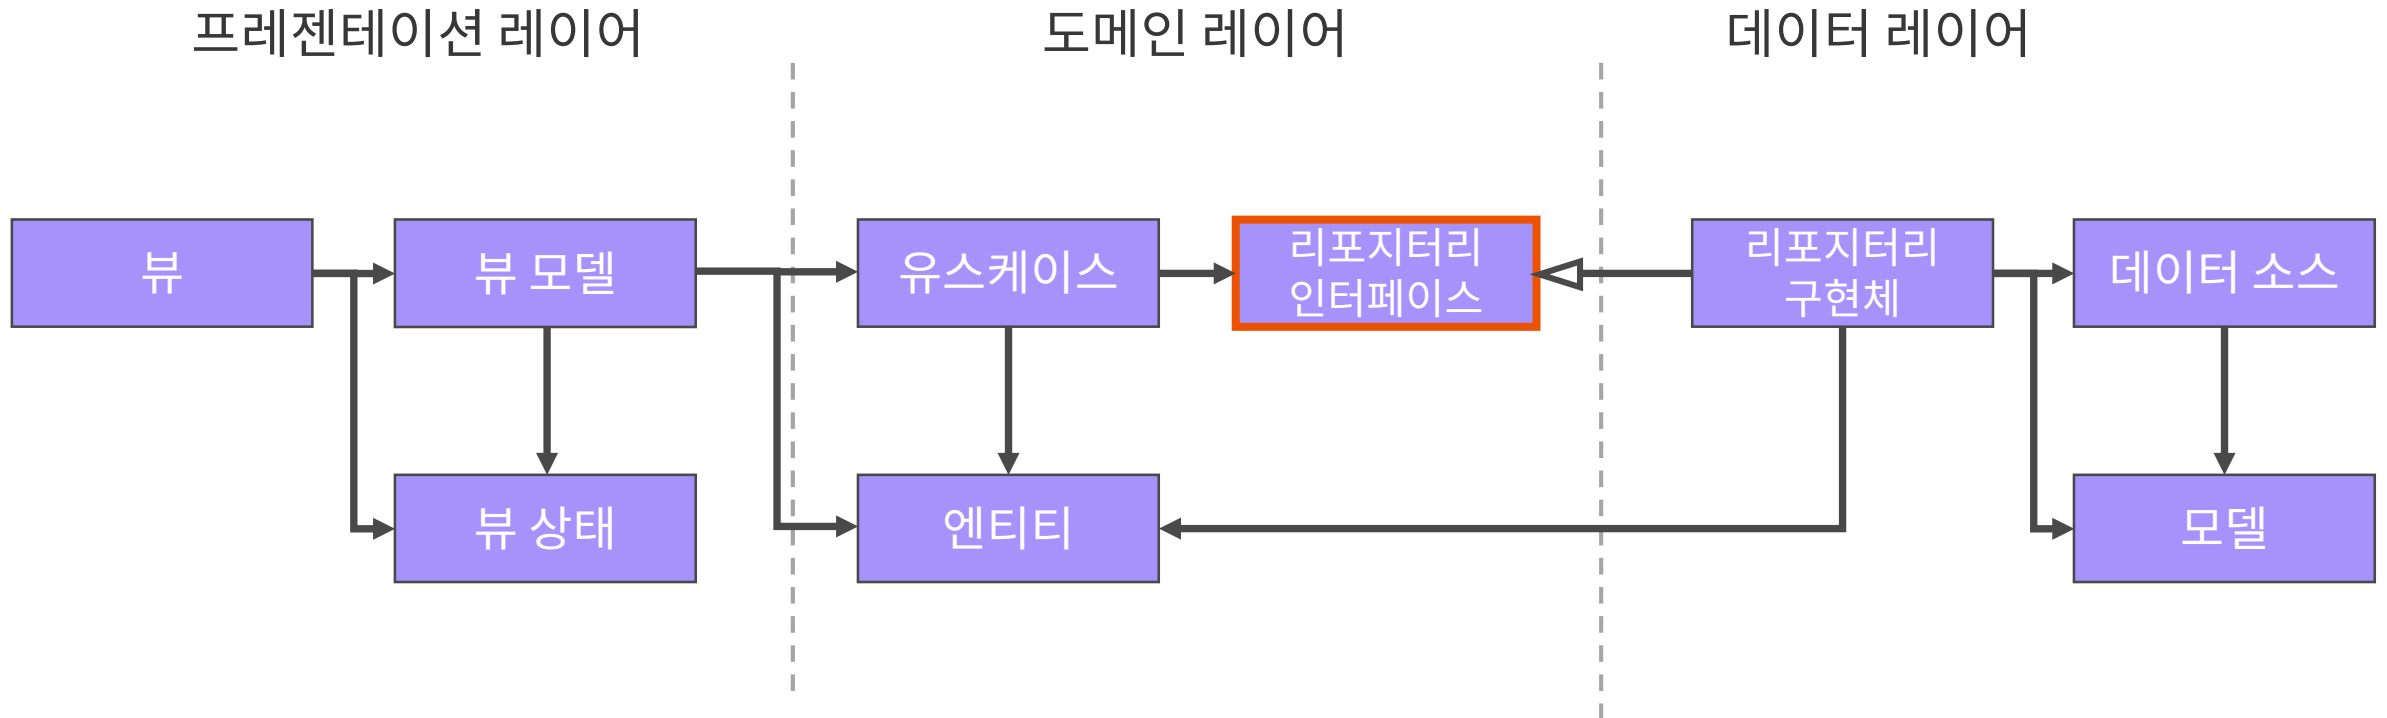 프레젠테이션 레이어
도메인 레이어
데이터 레이어
뷰
뷰 모델
유스케이스
리포지터리
인터페이스
리포지터리
구현체
데이터 소스
뷰 상태
엔티티
모델